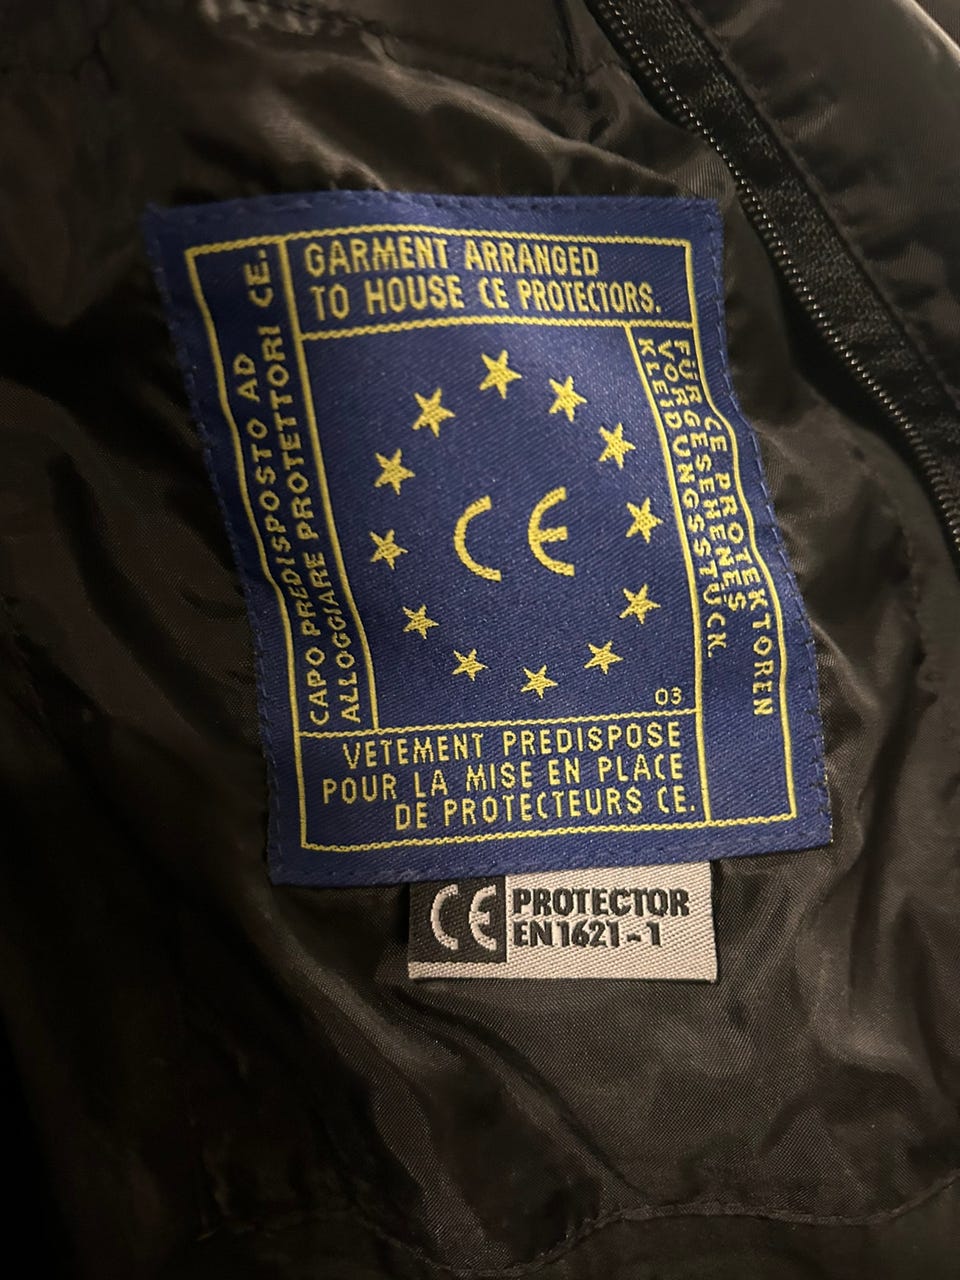 GARMENT ARRANGED
TO HOUSE CE PROTECTORS.
CAPO PREDISPOSTO AD
ALLOGGIARE PROTETTORI CE.
FÜR CE PROTEKTOREN
VORGESEHENES
KLEIDUNGSSTÜCK.
CE
03
VETEMENT PREDISPOSE
POUR LA MISE EN PLACE
DE PROTECTEURS CE.
CE PROTECTOR
EN 1621-1